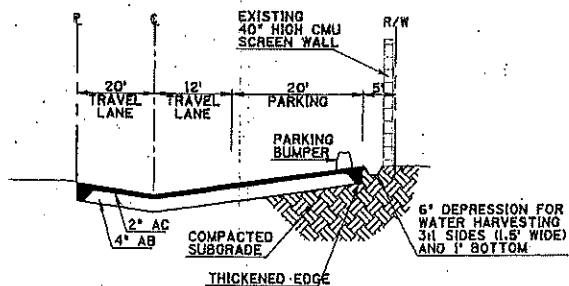 P
C
EXISTING
40" HIGH CMU
SCREEN WALL
R/W
20'
TRAVEL
LANE
12'
TRAVEL
LANE
20'
PARKING
5'
PARKING
BUMPER
2" AC
4" AB
COMPACTED
SUBGRADE
THICKENED EDGE
6" DEPRESSION FOR
WATER HARVESTING
3:1 SIDES (1.5' WIDE)
AND 1' BOTTOM